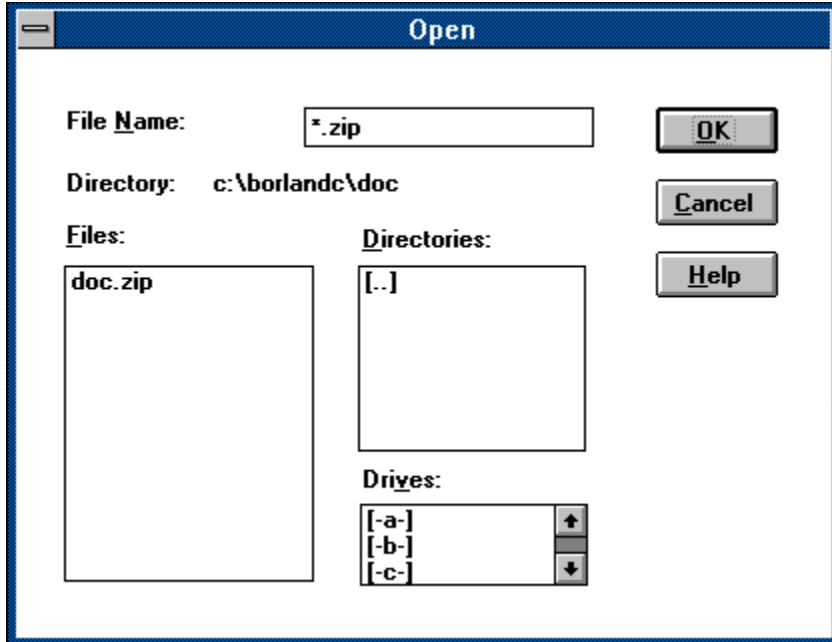 Open
File Name: *.zip
OK
Directory: c:\borlandc\doc
Cancel
Files:
Directories:
Help
doc.zip
[..]
Drives:
[-a-]
[-b-]
[-c-]